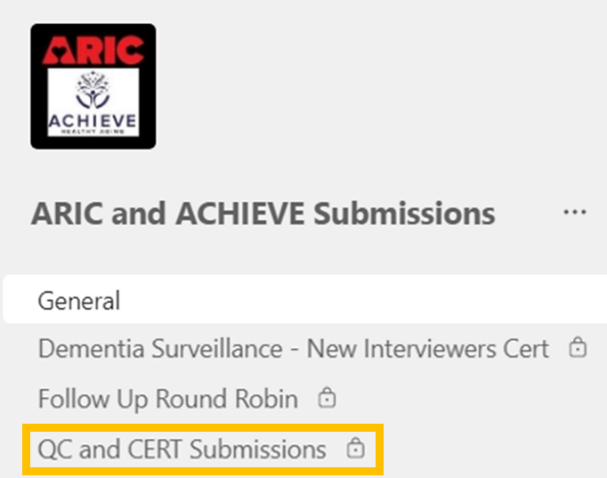 ARIC
ACHIEVE
HEALTHY AGING
ARIC and ACHIEVE Submissions ...
General
Dementia Surveillance - New Interviewers Cert
Follow Up Round Robin
QC and CERT Submissions